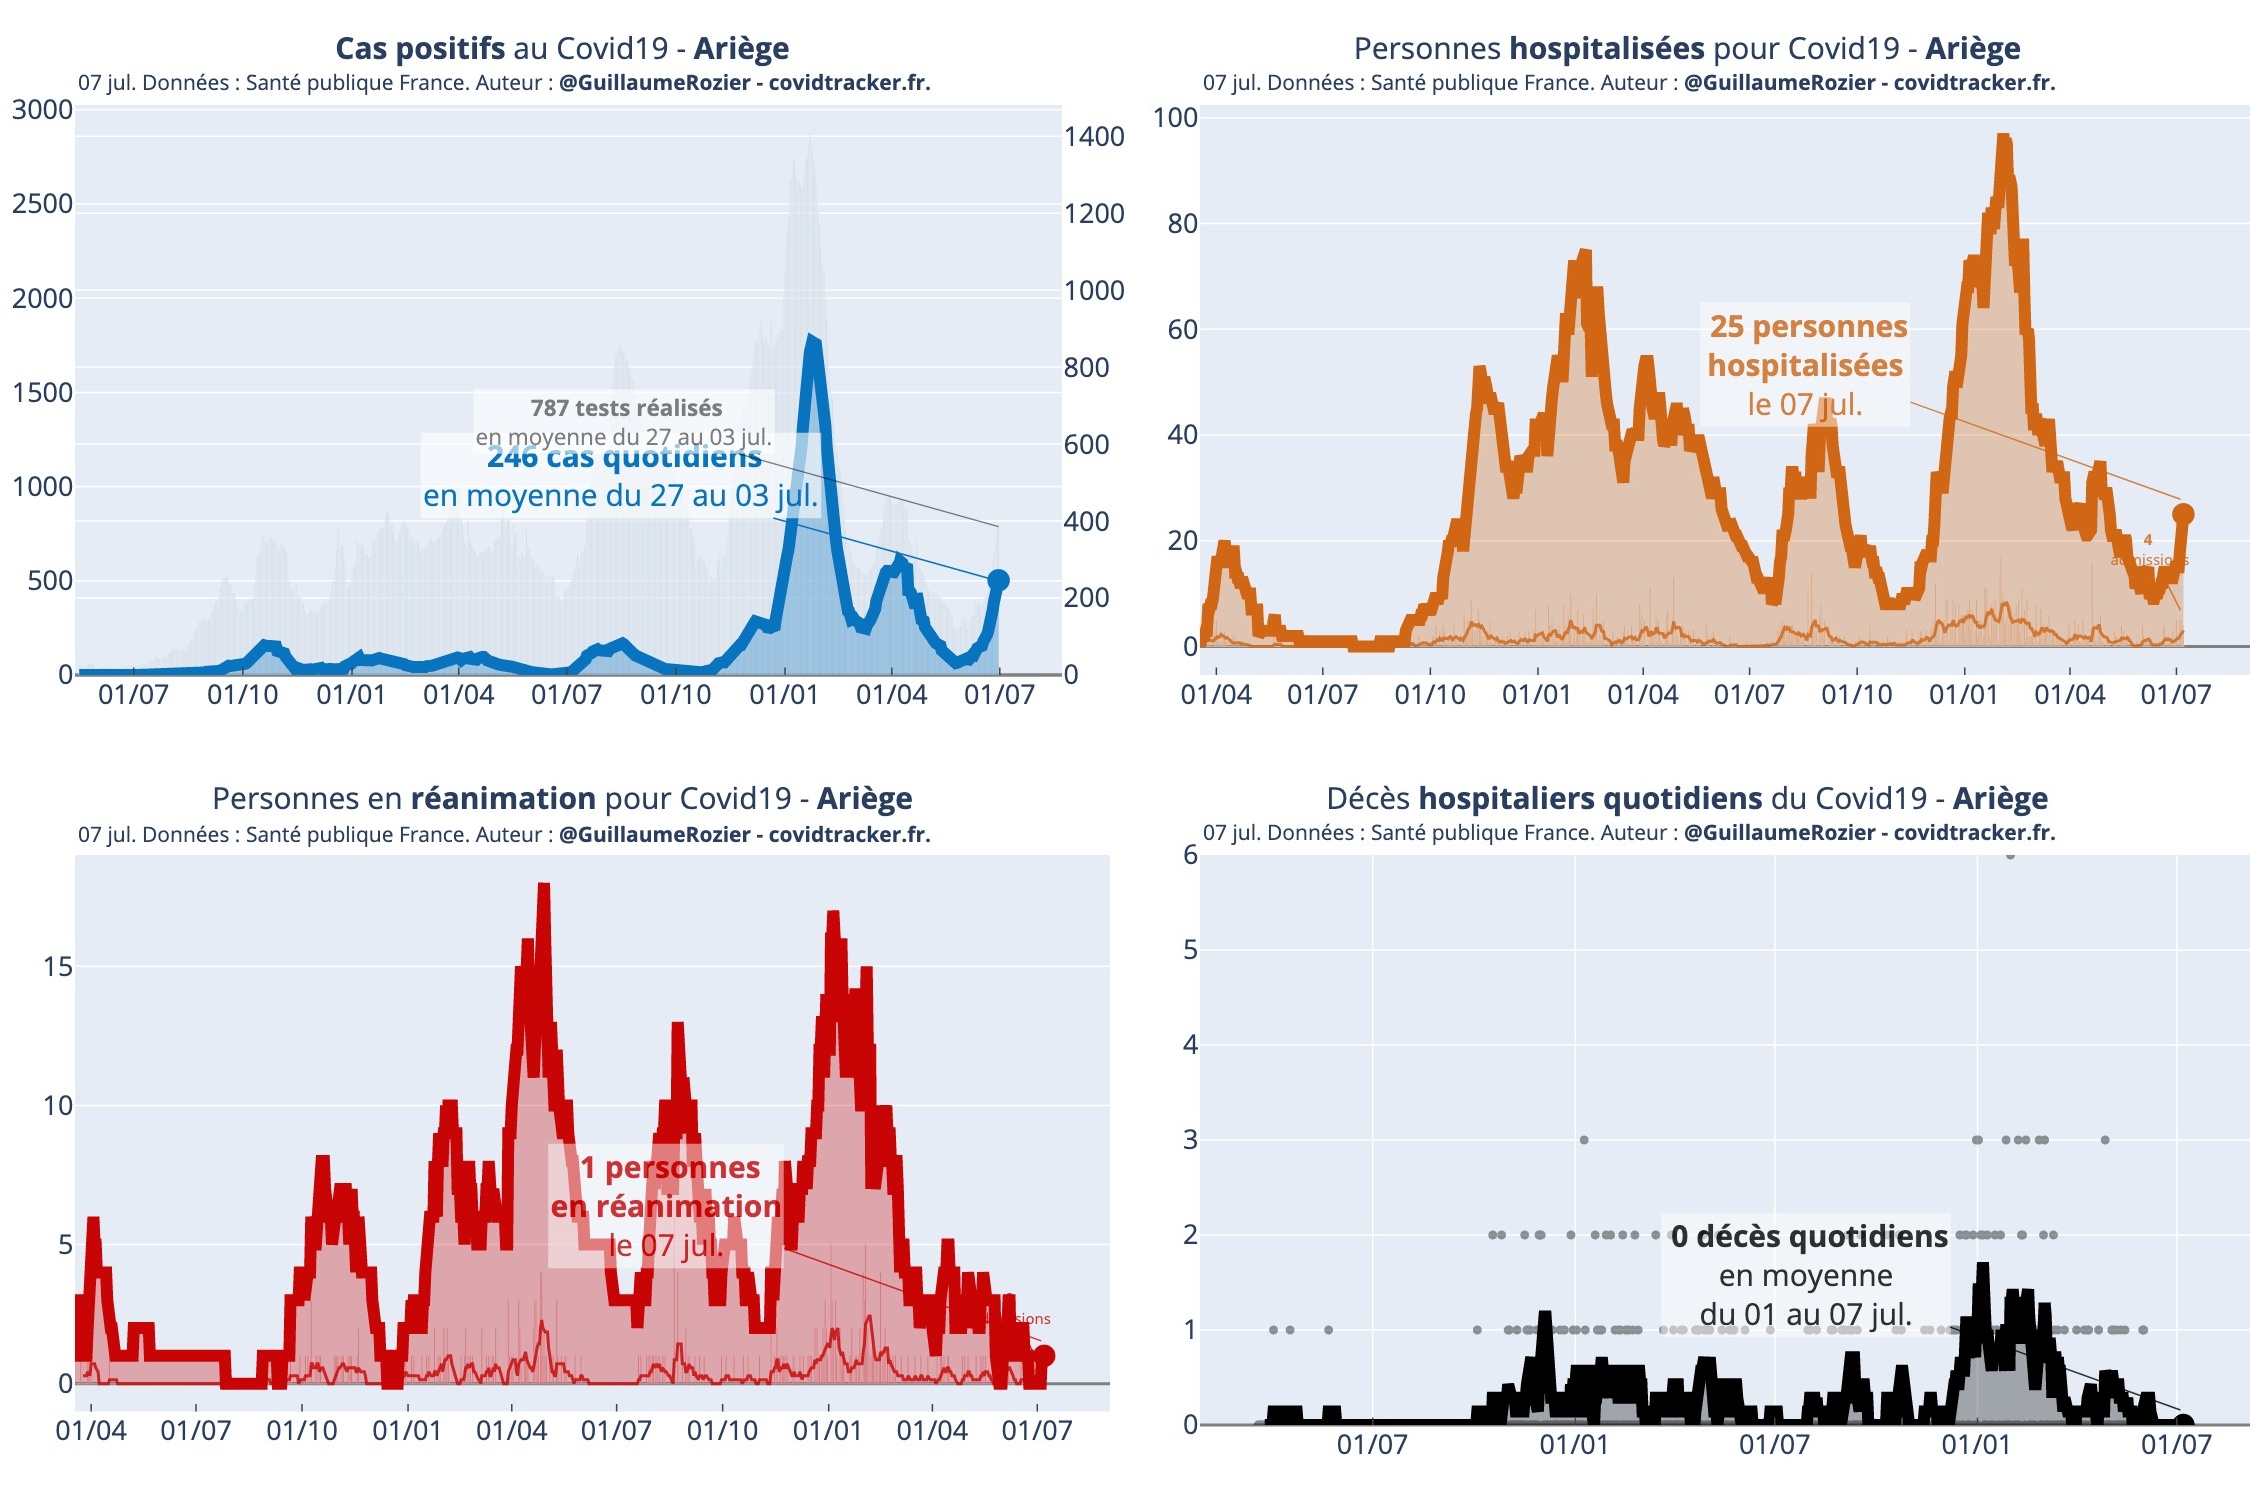 Cas positifs au Covid19 - Ariège
07 jul. Données : Santé publique France. Auteur : @GuillaumeRozier - covidtracker.fr.
3000
2500
2000
1500
1000
500
0
1400
1200
1000
800
600
400
200
0
787 tests réalisés
en moyenne du 27 au 03 jul.
246 cas quotidiens
en moyenne du 27 au 03 jul.
01/07 01/10 01/01 01/04 01/07 01/10 01/01 01/04 01/07
Personnes hospitalisées pour Covid19 - Ariège
07 jul. Données : Santé publique France. Auteur : @GuillaumeRozier - covidtracker.fr.
100
80
60
40
20
0
25 personnes
hospitalisées
le 07 jul.
4
admissions
01/04 01/07 01/10 01/01 01/04 01/07 01/10 01/01 01/04 01/07
Personnes en réanimation pour Covid19 - Ariège
07 jul. Données : Santé publique France. Auteur : @GuillaumeRozier - covidtracker.fr.
15
10
5
0
1 personnes
en réanimation
le 07 jul.
01/04 01/07 01/10 01/01 01/04 01/07 01/10 01/01 01/04 01/07
Décès hospitaliers quotidiens du Covid19 - Ariège
07 jul. Données : Santé publique France. Auteur : @GuillaumeRozier - covidtracker.fr.
6
5
4
3
2
1
0
0 décès quotidiens
en moyenne
du 01 au 07 jul.
01/07 01/01 01/07 01/01 01/07